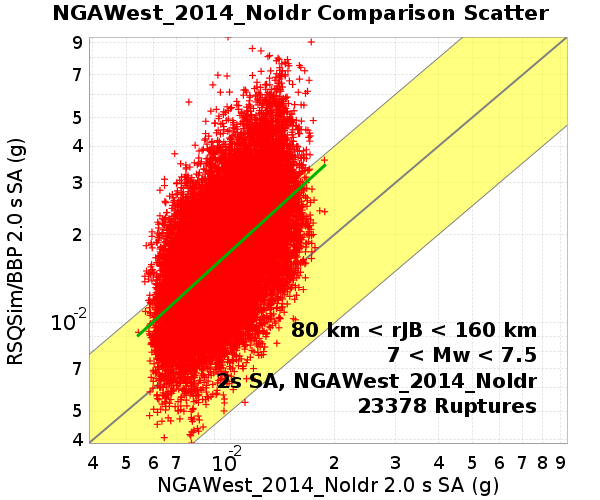 NGAWest_2014_NoIdr Comparison Scatter
RSQSim/BBP 2.0 s SA (g)
9
7
5
4
3
2
10-2
7
5
4
80 km < rJB < 160 km
7 < Mw < 7.5
2s SA, NGAWest_2014_NoIdr
23378 Ruptures
4 5 6 7 10-2 2 3 4 5 6 7 8 9
NGAWest_2014_NoIdr 2.0 s SA (g)